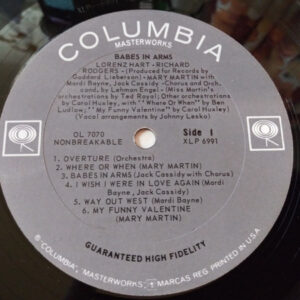 COLUMBIA
MASTERWORKS
BABES IN ARMS
LORENZ HART - RICHARD
RODGERS -(Produced for Records by
Goddard Lieberson) -MARY MARTIN with
Mardi Bayne, Jack Cassidy -Chorus and Orch.,
cond. by Lehman Engel -(Miss Martin's
orchestrations by Ted Royal; Other orchestrations
by Carol Huxley, with "Where Or When" by Ben
Ludlow; "My Funny Valentine" by Carol Huxley)
(Vocal arrangements by Johnny Lesko)
OL 7070
NONBREAKABLE
Side 1
XLP 6991
1. OVERTURE (Orchestra)
2. WHERE OR WHEN (MARY MARTIN)
3. BABES IN ARMS (Jack Cassidy with Chorus)
4. I WISH I WERE IN LOVE AGAIN (Mardi
Bayne, Jack Cassidy)
5. WAY OUT WEST (Mardi Bayne)
6. MY FUNNY VALENTINE
(MARY MARTIN)
GUARANTEED HIGH FIDELITY
® "COLUMBIA", "MASTERWORKS", MARCAS REG. PRINTED IN U.S.A.